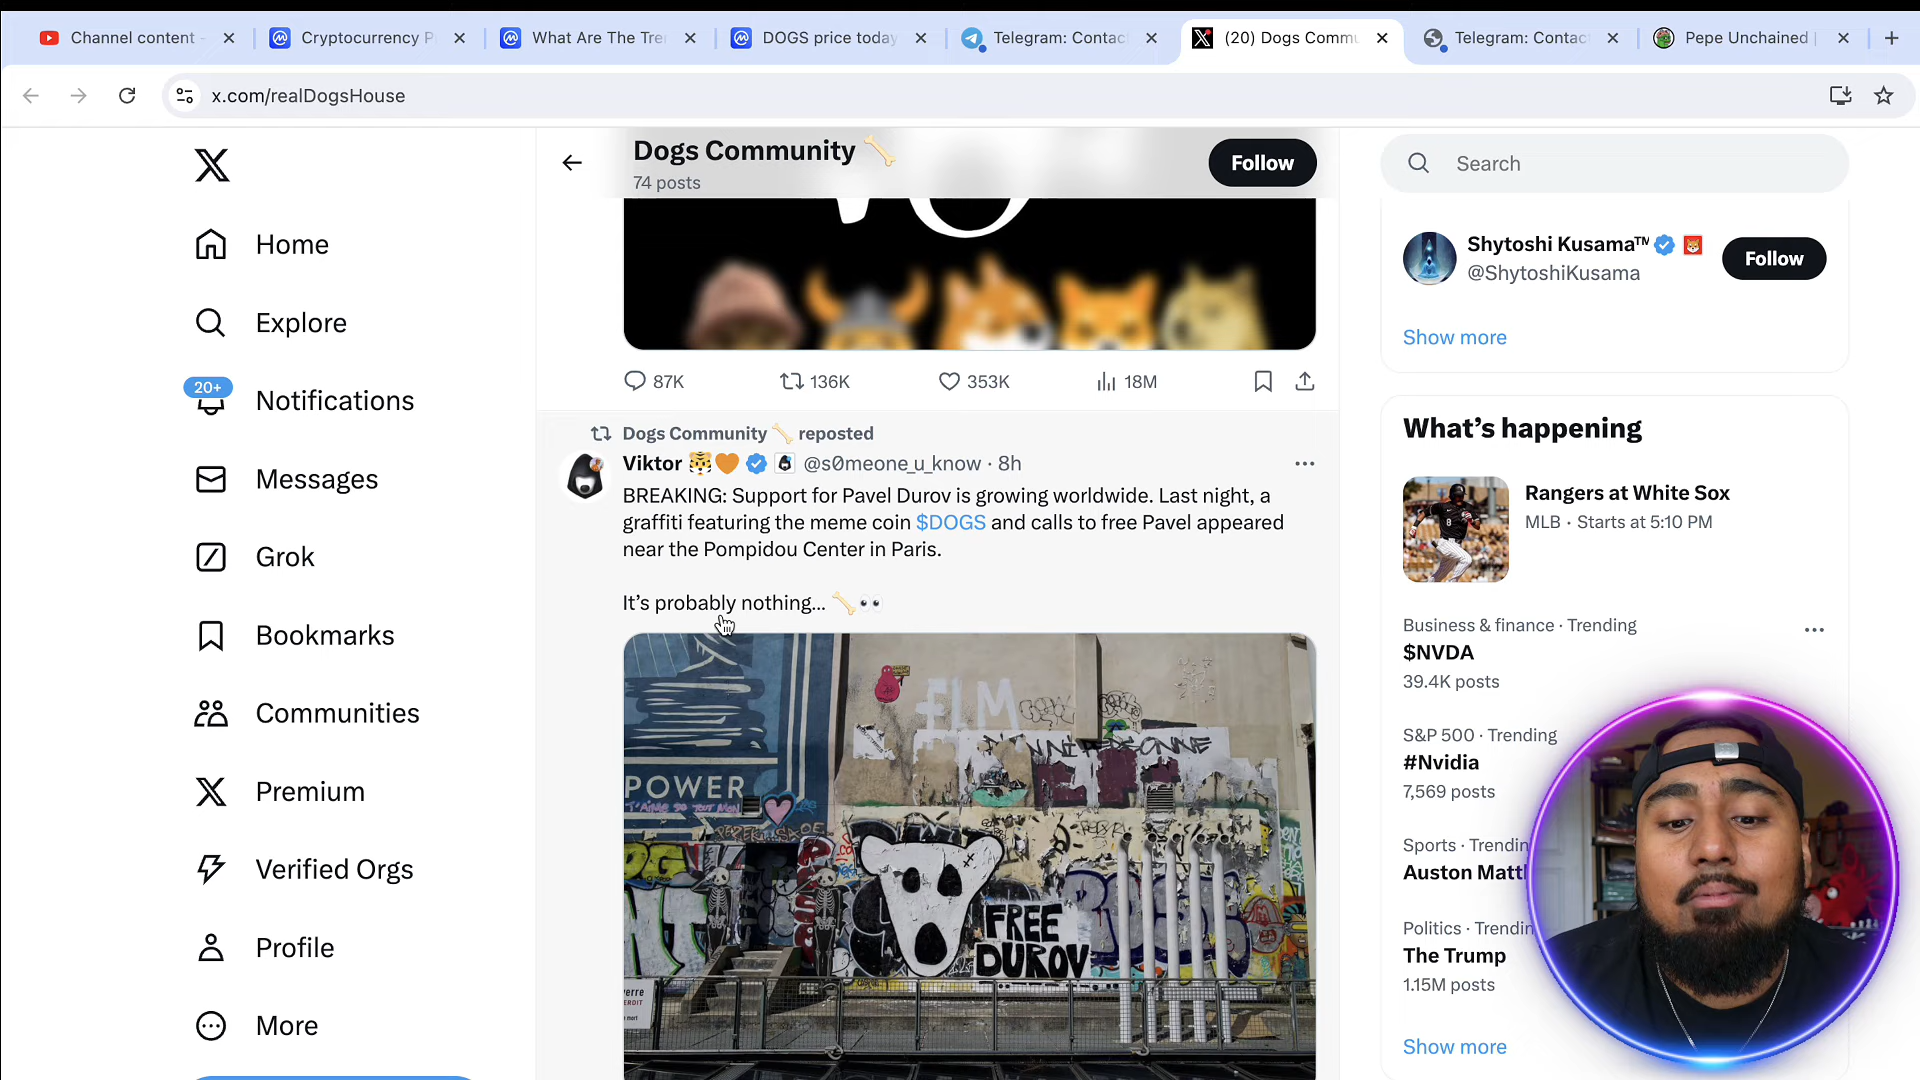 Channel content -
Cryptocurrency P
What Are The Tre
DOGS price today
Telegram: Contac
(20) Dogs Commu
Telegram: Contac
Pepe Unchained |
x.com/realDogsHouse
Home
Explore
20+
Notifications
Messages
Grok
Bookmarks
Communities
Premium
Verified Orgs
Profile
More
Dogs Community 🦴
74 posts
Follow
87K
136K
353K
18M
Dogs Community 🦴 reposted
Viktor 🐯🧡 @s0meone_u_know · 8h
BREAKING: Support for Pavel Durov is growing worldwide. Last night, a
graffiti featuring the meme coin $DOGS and calls to free Pavel appeared
near the Pompidou Center in Paris.
It’s probably nothing... 🦴👀
FLM
POWER
FREE
DUROV
Search
Shytoshi Kusama™
@ShytoshiKusama
Follow
Show more
What’s happening
Rangers at White Sox
MLB · Starts at 5:10 PM
Business & finance · Trending
$NVDA
39.4K posts
S&P 500 · Trending
#Nvidia
7,569 posts
Sports · Trendin
Auston Matt
Politics · Trendin
The Trump
1.15M posts
Show more